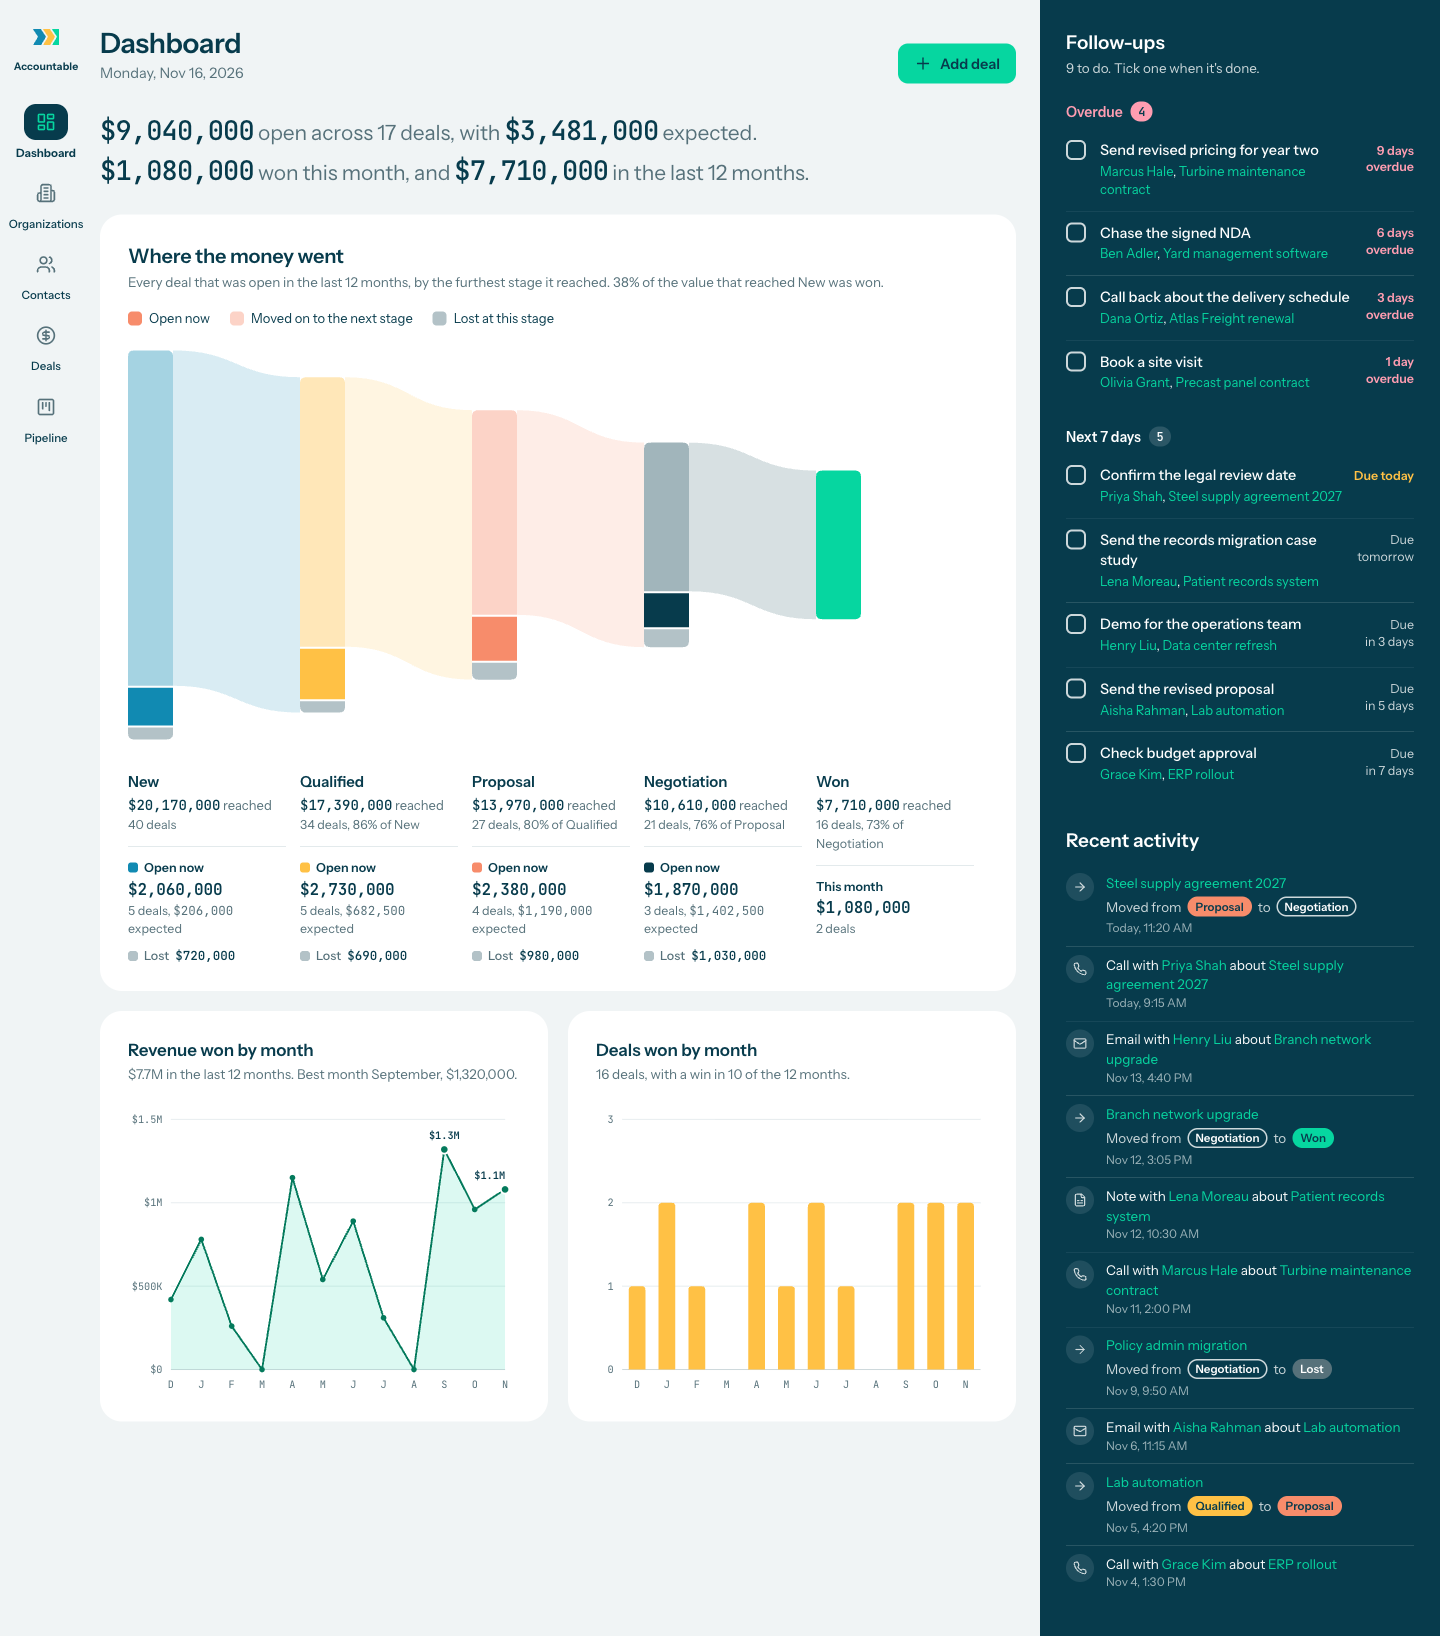 Accountable
Dashboard
Organizations
Contacts
Deals
Pipeline
Dashboard
Monday, Nov 16, 2026
Add deal
$9,040,000 open across 17 deals, with $3,481,000 expected.
$1,080,000 won this month, and $7,710,000 in the last 12 months.
Where the money went
Every deal that was open in the last 12 months, by the furthest stage it reached. 38% of the value that reached New was won.
Open now
Moved on to the next stage
Lost at this stage
New
$20,170,000 reached
40 deals
Open now
$2,060,000
5 deals, $206,000
expected
Lost $720,000
Qualified
$17,390,000 reached
34 deals, 86% of New
Open now
$2,730,000
5 deals, $682,500
expected
Lost $690,000
Proposal
$13,970,000 reached
27 deals, 80% of Qualified
Open now
$2,380,000
4 deals, $1,190,000
expected
Lost $980,000
Negotiation
$10,610,000 reached
21 deals, 76% of Proposal
Open now
$1,870,000
3 deals, $1,402,500
expected
Lost $1,030,000
Won
$7,710,000 reached
16 deals, 73% of
Negotiation
This month
$1,080,000
2 deals
Revenue won by month
$7.7M in the last 12 months. Best month September, $1,320,000.
$1.5M
$1M
$500K
$0
$1.3M
$1.1M
D J F M A M J J A S O N
Deals won by month
16 deals, with a win in 10 of the 12 months.
3
2
1
0
D J F M A M J J A S O N
Follow-ups
9 to do. Tick one when it's done.
Overdue 4
Send revised pricing for year two
Marcus Hale, Turbine maintenance
contract
9 days
overdue
Chase the signed NDA
Ben Adler, Yard management software
6 days
overdue
Call back about the delivery schedule
Dana Ortiz, Atlas Freight renewal
3 days
overdue
Book a site visit
Olivia Grant, Precast panel contract
1 day
overdue
Next 7 days 5
Confirm the legal review date
Priya Shah, Steel supply agreement 2027
Due today
Send the records migration case
study
Lena Moreau, Patient records system
Due
tomorrow
Demo for the operations team
Henry Liu, Data center refresh
Due
in 3 days
Send the revised proposal
Aisha Rahman, Lab automation
Due
in 5 days
Check budget approval
Grace Kim, ERP rollout
Due
in 7 days
Recent activity
Steel supply agreement 2027
Moved from Proposal to Negotiation
Today, 11:20 AM
Call with Priya Shah about Steel supply
agreement 2027
Today, 9:15 AM
Email with Henry Liu about Branch network
upgrade
Nov 13, 4:40 PM
Branch network upgrade
Moved from Negotiation to Won
Nov 12, 3:05 PM
Note with Lena Moreau about Patient records
system
Nov 12, 10:30 AM
Call with Marcus Hale about Turbine maintenance
contract
Nov 11, 2:00 PM
Policy admin migration
Moved from Negotiation to Lost
Nov 9, 9:50 AM
Email with Aisha Rahman about Lab automation
Nov 6, 11:15 AM
Lab automation
Moved from Qualified to Proposal
Nov 5, 4:20 PM
Call with Grace Kim about ERP rollout
Nov 4, 1:30 PM